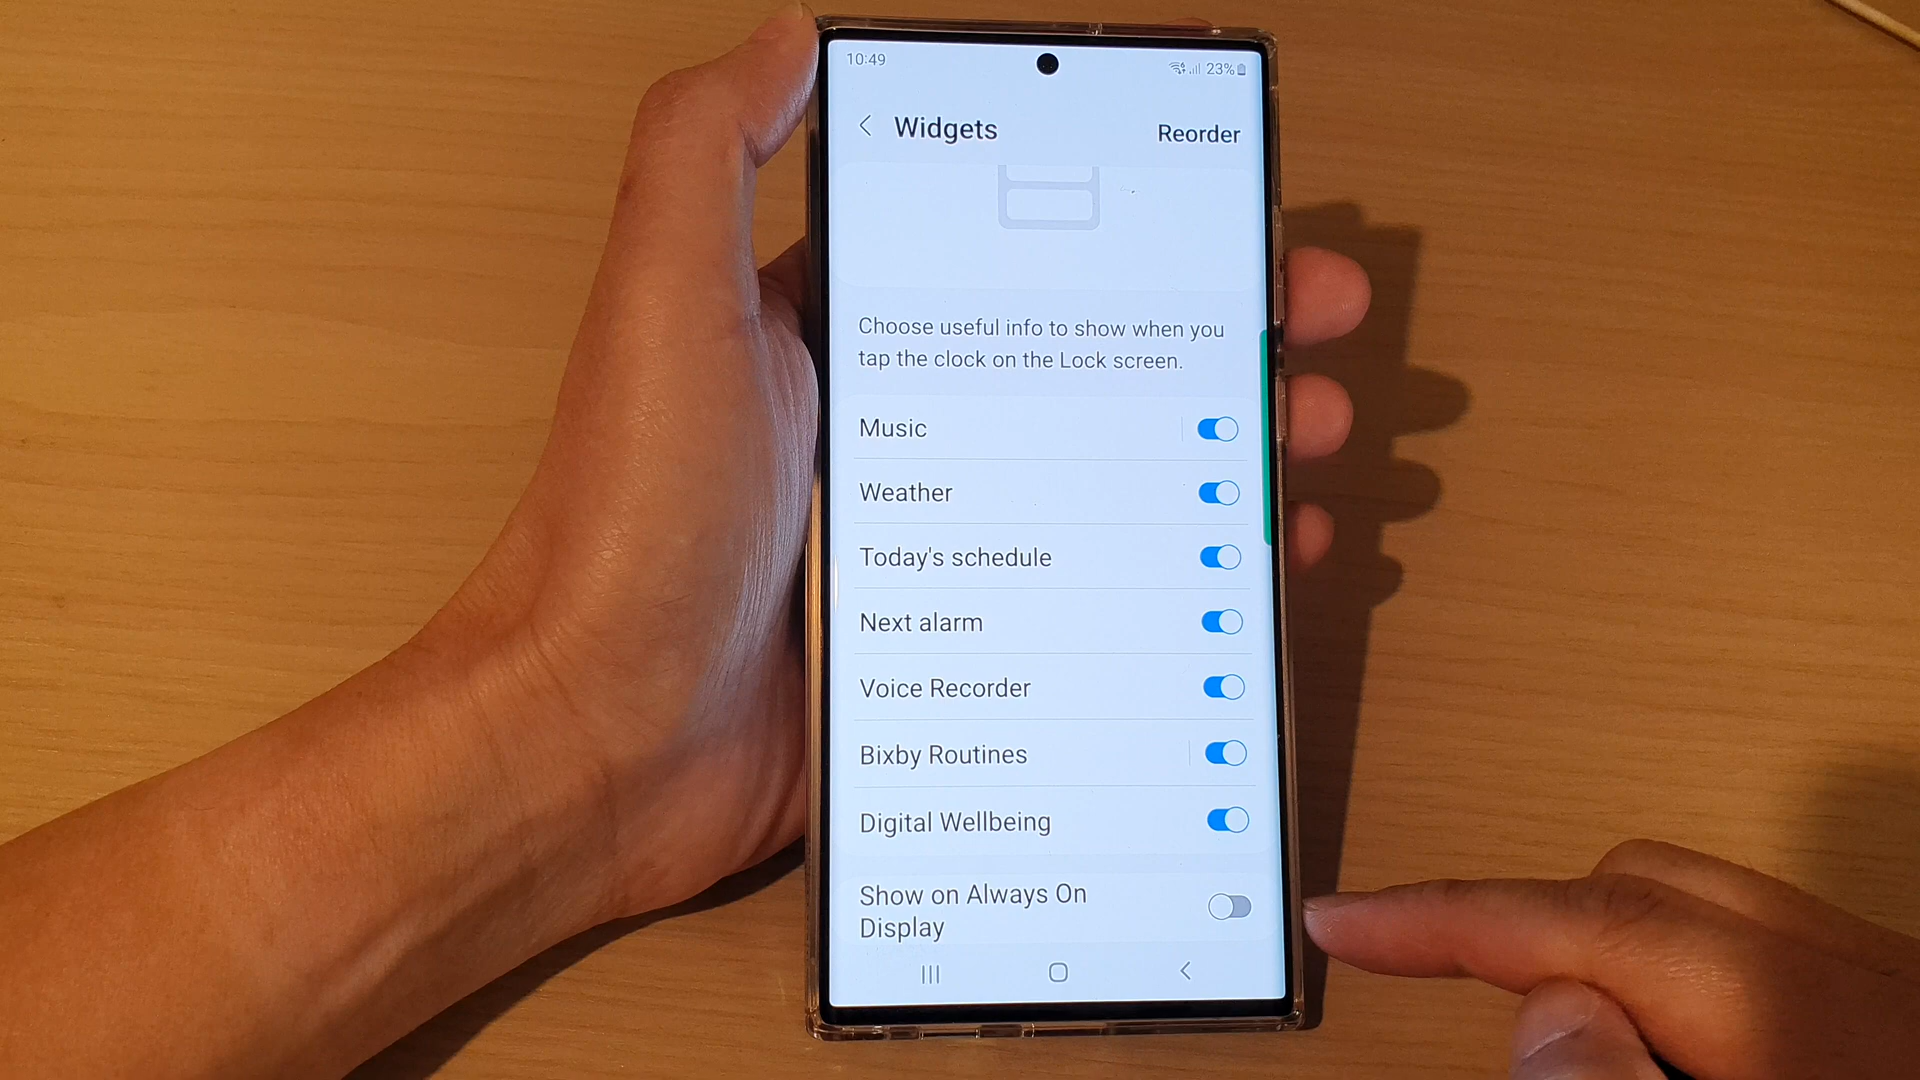 10:49
23%
Widgets
Reorder
Choose useful info to show when you
tap the clock on the Lock screen.
Music
Weather
Today's schedule
Next alarm
Voice Recorder
Bixby Routines
Digital Wellbeing
Show on Always On
Display